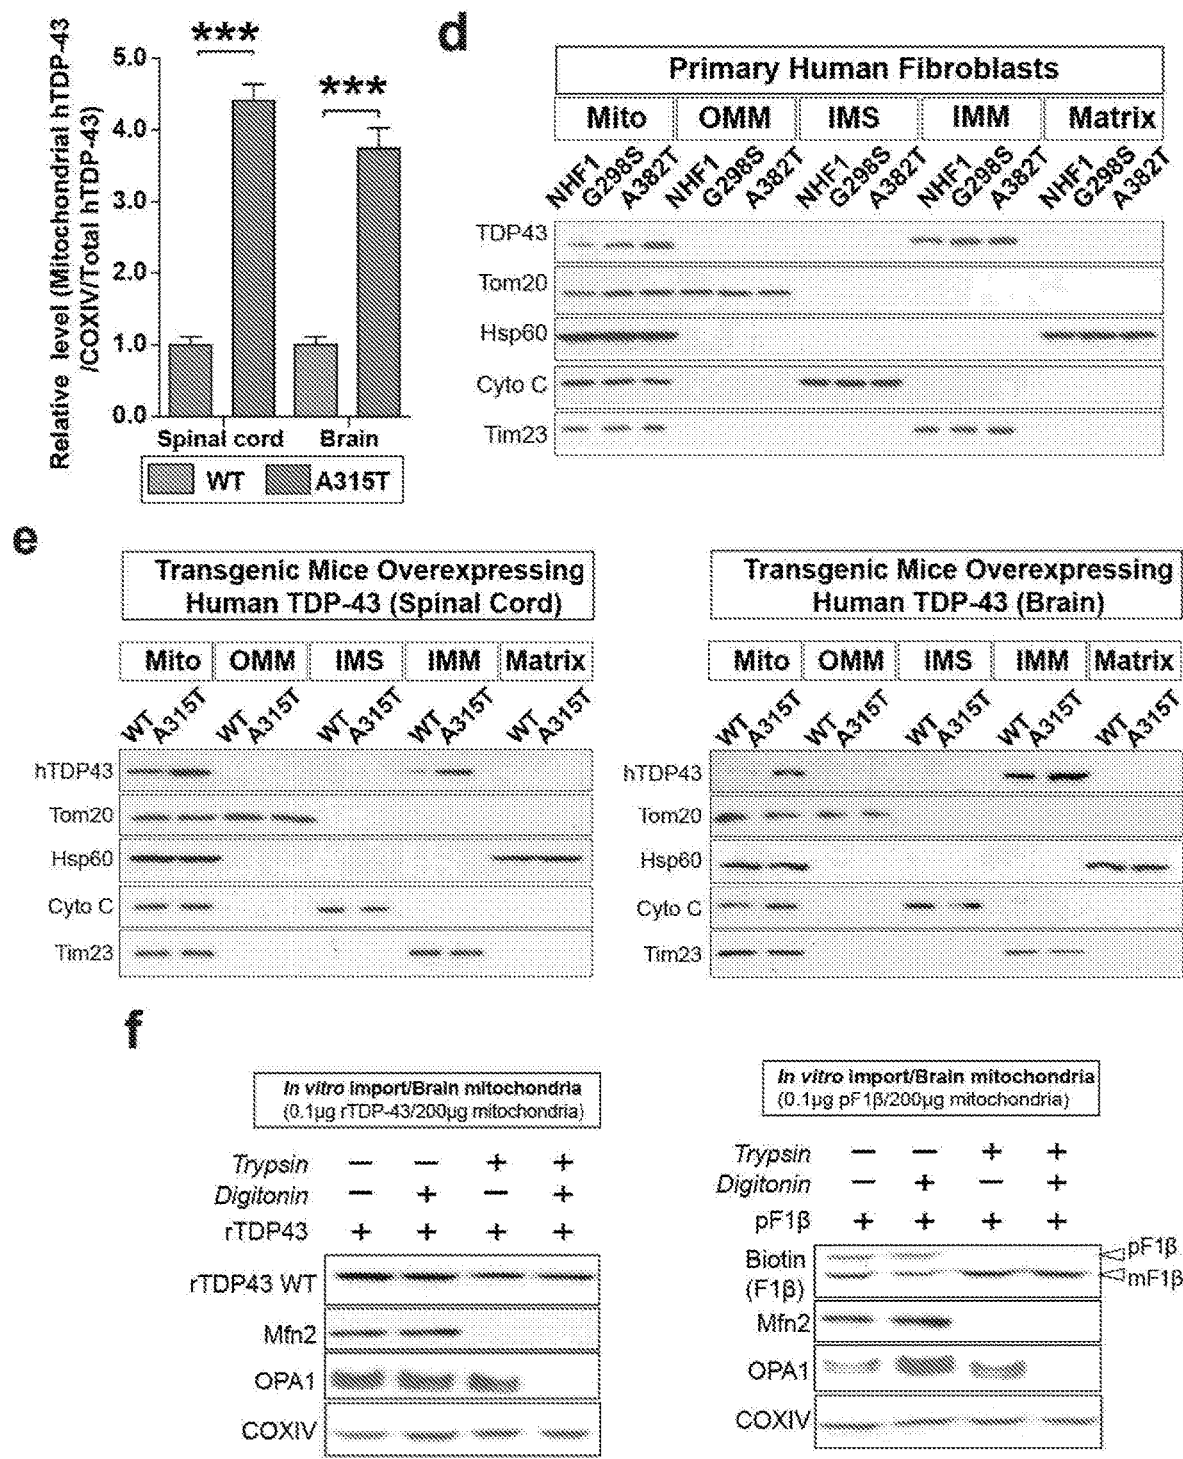 Relative level (Mitochondrial hTDP-43
/COXIV/Total hTDP-43)
5.0
4.0
3.0
2.0
1.0
0.0
***
***
Spinal cord Brain
WT A315T
d
Primary Human Fibroblasts
Mito OMM IMS IMM Matrix
NHF1 G298S A382T NHF1 G298S A382T NHF1 G298S A382T NHF1 G298S A382T NHF1 G298S A382T
TDP43
Tom20
Hsp60
Cyto C
Tim23
e
Transgenic Mice Overexpressing
Human TDP-43 (Spinal Cord)
Mito OMM IMS IMM Matrix
WT A315T WT A315T WT A315T WT A315T WT A315T
hTDP43
Tom20
Hsp60
Cyto C
Tim23
Transgenic Mice Overexpressing
Human TDP-43 (Brain)
Mito OMM IMS IMM Matrix
WT A315T WT A315T WT A315T WT A315T WT A315T
hTDP43
Tom20
Hsp60
Cyto C
Tim23
f
In vitro import/Brain mitochondria
(0.1µg rTDP-43/200µg mitochondria)
Trypsin − − + +
Digitonin − + − +
rTDP43 + + + +
rTDP43 WT
Mfn2
OPA1
COXIV
In vitro import/Brain mitochondria
(0.1µg pF1β/200µg mitochondria)
Trypsin − − + +
Digitonin − + − +
pF1β + + + +
Biotin
(F1β)
pF1β
mF1β
Mfn2
OPA1
COXIV